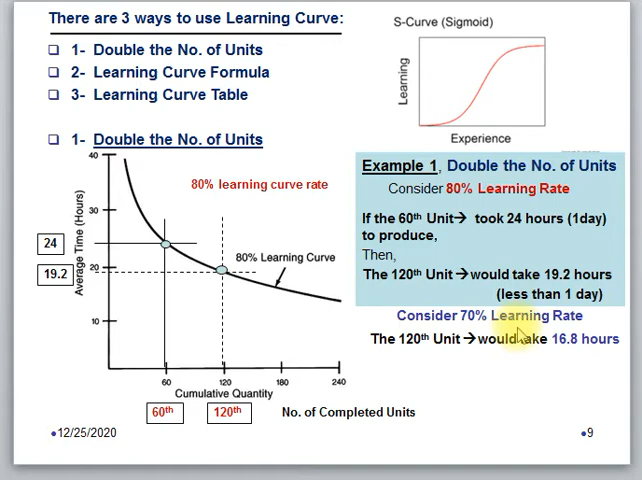 There are 3 ways to use Learning Curve:
1- Double the No. of Units
2- Learning Curve Formula
3- Learning Curve Table
S-Curve (Sigmoid)
Learning
Experience
1- Double the No. of Units
40
30
20
10
Average Time (Hours)
24
19.2
80% learning curve rate
80% Learning Curve
60
120
180
240
Cumulative Quantity
60th
120th
No. of Completed Units
Example 1, Double the No. of Units
Consider 80% Learning Rate
If the 60th Unit→ took 24 hours (1day)
to produce,
Then,
The 120th Unit→would take 19.2 hours
(less than 1 day)
Consider 70% Learning Rate
The 120th Unit→would take 16.8 hours
12/25/2020
9